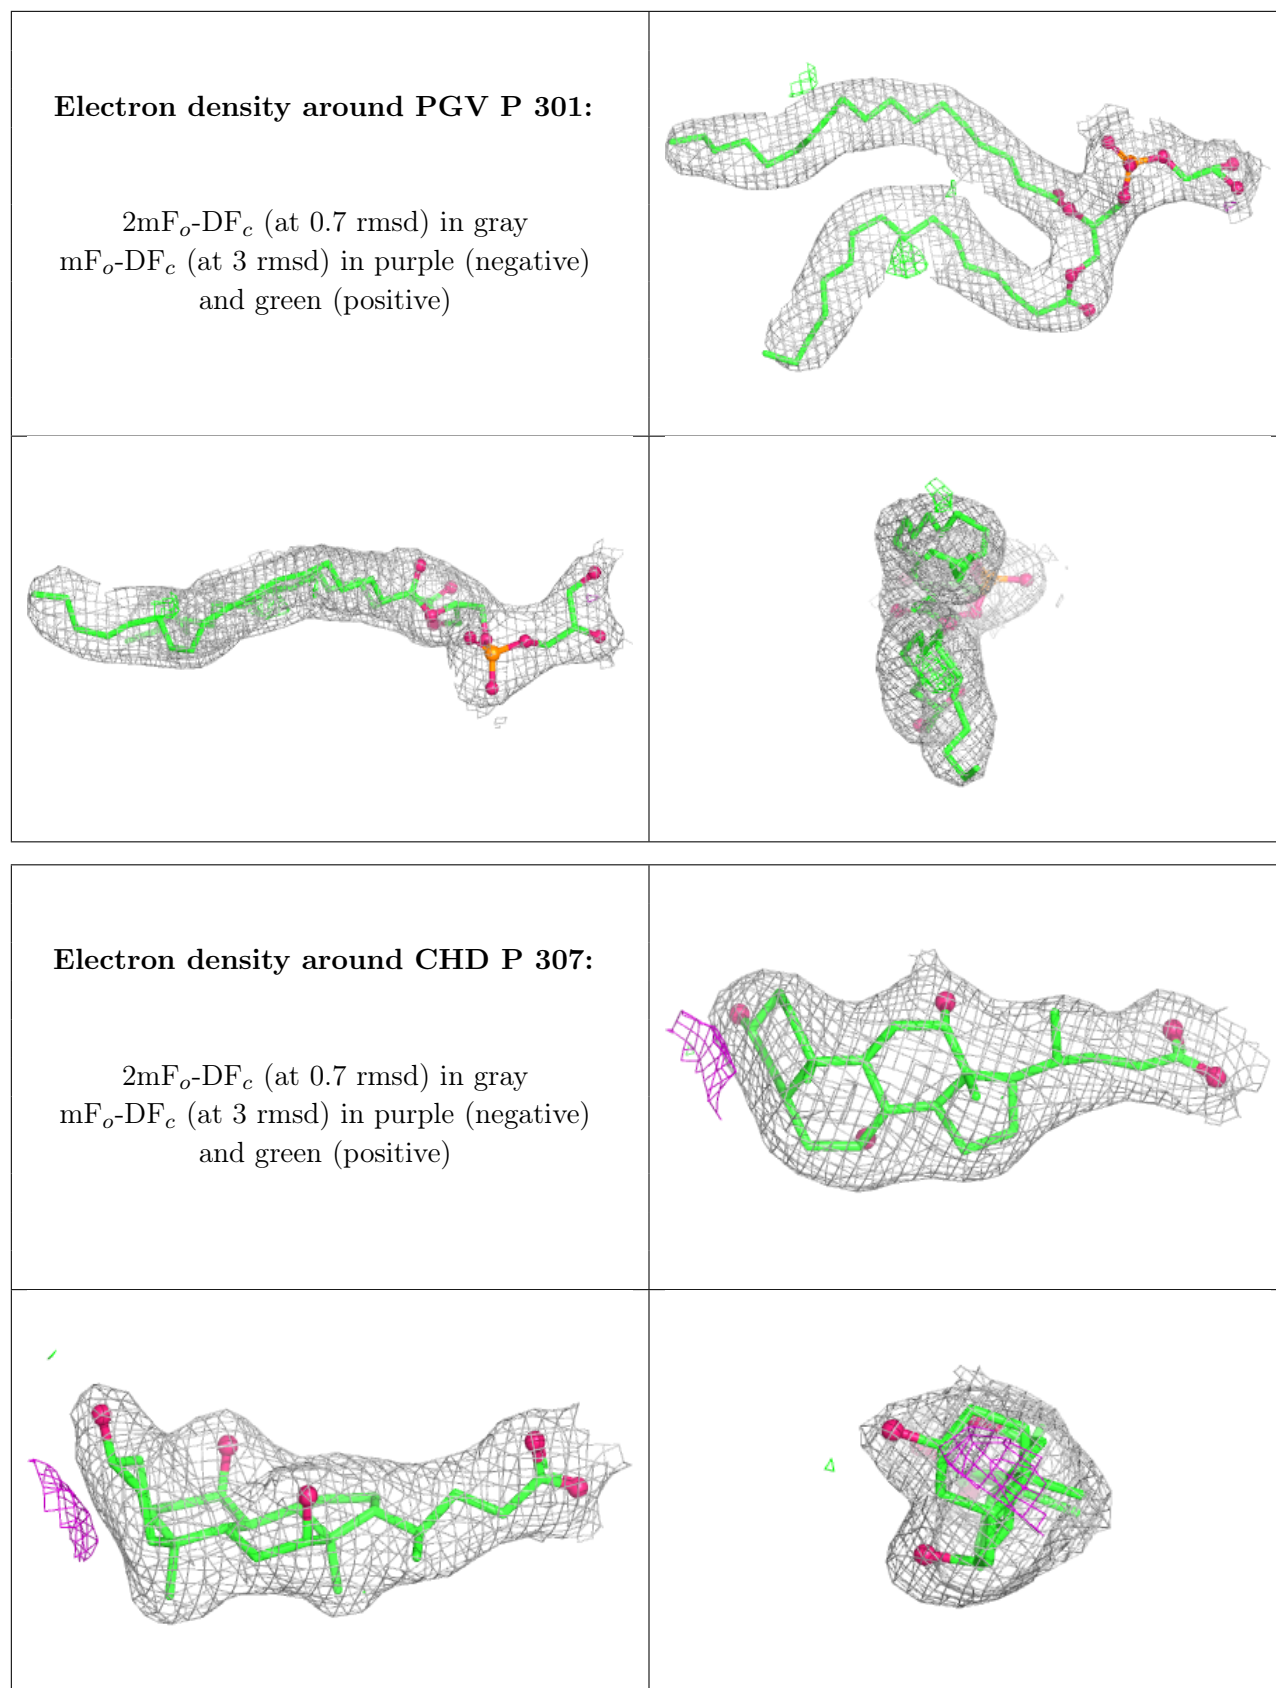 Electron density around PGV P 301:
2mFo-DFc (at 0.7 rmsd) in gray
mFo-DFc (at 3 rmsd) in purple (negative)
and green (positive)
Electron density around CHD P 307:
2mFo-DFc (at 0.7 rmsd) in gray
mFo-DFc (at 3 rmsd) in purple (negative)
and green (positive)